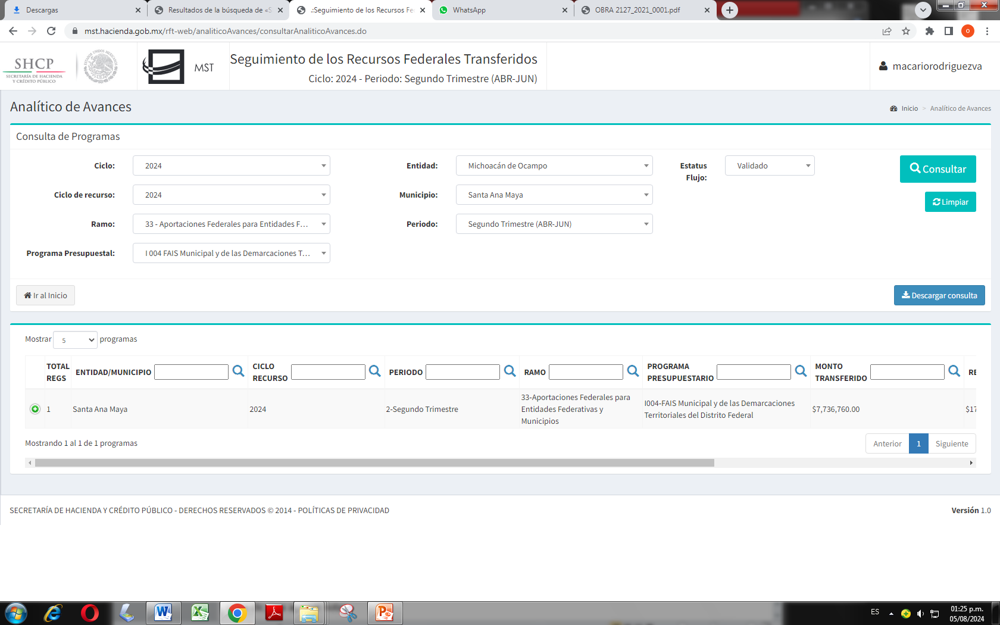 Descargas
Resultados de la búsqueda de «S
.:Seguimiento de los Recursos Fe
WhatsApp
OBRA 2127_2021_0001.pdf
mst.hacienda.gob.mx/rft-web/analiticoAvances/consultarAnaliticoAvances.do
O
SHCP
SECRETARÍA DE HACIENDA
Y CRÉDITO PÚBLICO
MST
Seguimiento de los Recursos Federales Transferidos
Ciclo: 2024 - Periodo: Segundo Trimestre (ABR-JUN)
macariorodriguezva
Analítico de Avances
Inicio > Analítico de Avances
Consulta de Programas
Ciclo: 2024
Entidad: Michoacán de Ocampo
Estatus Flujo: Validado
Consultar
Ciclo de recurso: 2024
Municipio: Santa Ana Maya
Limpiar
Ramo: 33 - Aportaciones Federales para Entidades F...
Periodo: Segundo Trimestre (ABR-JUN)
Programa Presupuestal: I 004 FAIS Municipal y de las Demarcaciones T...
Ir al Inicio
Descargar consulta
Mostrar 5 programas
TOTAL REGS
ENTIDAD/MUNICIPIO
CICLO RECURSO
PERIODO
RAMO
PROGRAMA PRESUPUESTARIO
MONTO TRANSFERIDO
RE
1
Santa Ana Maya
2024
2-Segundo Trimestre
33-Aportaciones Federales para
Entidades Federativas y
Municipios
I004-FAIS Municipal y de las Demarcaciones
Territoriales del Distrito Federal
$7,736,760.00
$17
Mostrando 1 al 1 de 1 programas
Anterior 1 Siguiente
SECRETARÍA DE HACIENDA Y CRÉDITO PÚBLICO - DERECHOS RESERVADOS © 2014 - POLÍTICAS DE PRIVACIDAD
Versión 1.0
ES
01:25 p.m.
05/08/2024